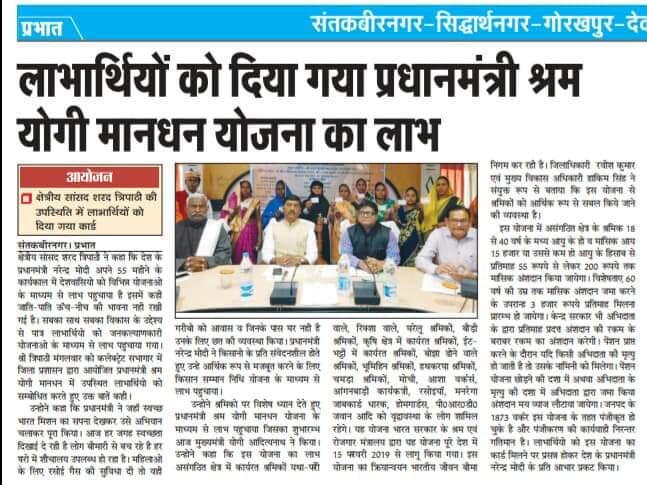 प्रभात
संतकबीरनगर-सिद्धार्थनगर-गोरखपुर-देव
लाभार्थियों को दिया गया प्रधानमंत्री श्रम
योगी मानधन योजना का लाभ
आयोजन
क्षेत्रीय सांसद शरद त्रिपाठी की
उपस्थिति में लाभार्थियों को
दिया गया कार्ड
संतकबीरनगर। प्रभात
क्षेत्रीय सांसद शरद त्रिपाठी ने कहा कि देश के
प्रधानमंत्री नरेन्द्र मोदी अपने 55 महीने के
कार्यकाल में देशवासियो को विभिन्न योजनाओं
के माध्यम से लाभ पहुचाया है इसमें कही
जाति-पाति ऊँच-नीच की भावना नही रखी
गई है। सबका साथ सबका विकास के उद्देश्य
से पात्र लाभार्थियो को जनकल्याणकारी
योजनाओ के माध्यम से लाभ पहुचाया गया।
श्री त्रिपाठी मंगलवार को कलेक्ट्रेट सभागार में
जिला प्रशासन द्वारा आयोजित प्रधानमंत्री श्रम
योगी मानधन में उपस्थित लाभार्थियो को
सम्बोधित करते हुए उक्त बातें कही।
उन्होने कहा कि प्रधानमंत्री ने जहाँ स्वच्छ
भारत मिशन का सपना देखकर उसे अभियान
चलाकर पूरा किया। आज हर जगह स्वच्छता
दिखाई दे रही है लोग बीमारी से बच रहे है हर
घरो मे शौचालय उपलब्ध हो रहा है। महिलाओ
के लिए रसोई गैस की सुविधा दी तो वही
गरीबो को आवास व जिनके पास घर नही है
उनके लिए छत की व्यवस्था किया। प्रधानमंत्री
नरेन्द्र मोदी ने किसानो के प्रति संवेदनशील होते
हुए उन्हे आर्थिक रूप से मजबूत करने के लिए
किसान सम्मान निधि योजना के माध्यम से
लाभ पहुचाया।
उन्होने श्रमिको पर विशेष ध्यान देते हुए
प्रधानमंत्री श्रम योगी मानधन योजना के
माध्यम से लाभ पहुचाया जिसका शुभारम्भ
आज मुख्यमंत्री योगी आदित्यनाथ ने किया।
उन्होने कहा कि इस योजना का लाभ
असंगठित क्षेत्र में कार्यरत श्रमिकों यथा-फेरी
वाले, रिक्शा वाले, घरेलु श्रमिकों, बीडी
श्रमिकों, कृषि क्षेत्र में कार्यरत श्रमिकों, ईट-
भट्ठों में कार्यरत श्रमिकों, बोझा ढोने वाले
श्रमिकों, भूमिहिन श्रमिकों, हथकरघा श्रमिकों,
चमड़ा श्रमिकों, मोची, आशा वर्कर्स,
आंगनबाडी कार्यकर्ती, रसोइयाँ, मनरेगा
जाबकार्ड धारक, होमगार्डस, पी०आर०डी०
जवान आदि को वृद्धावस्था के लोग शामिल
रहेगे। यह योजना भारत सरकार के श्रम एवं
रोजगार मंत्रालय द्वारा यह योजना पूरे देश में
15 फरवरी 2019 से लागू किया गया। इस
योजना का क्रियान्वयन भारतीय जीवन बीमा
निगम कर रही है। जिलाधिकारी रवीश कुमार
एवं मुख्य विकास अधिकारी हाकिम सिंह ने
संयुक्त रूप से बताया कि इस योजना से
श्रमिकों को आर्थिक रूप से सबल किये जाने
की व्यवस्था है।
इस योजना में असंगठित क्षेत्र के श्रमिक 18
से 40 वर्ष के मध्य आयु के हो व मासिक आय
15 हजार या उससे कम हो आयु के हिसाब से
प्रतिमाह 55 रूपये से लेकर 200 रूपये तक
मासिक अंशदान किया जायेगा। विशेषताए 60
वर्ष की उम्र तक मासिक अंशदान जमा करने
के उपरान्त 3 हजार रूपये प्रतिमाह मिलना
प्रारम्भ हो जायेगा। केन्द्र सरकार भी अभिदाता
के द्वारा प्रतिमाह प्रदत्त अंशदान की रकम के
बराबर रकम का अंशदान करेगी। पेंशन प्राप्त
करने के दौरान यदि किसी अभिदाता की मृत्यु
हो जाती है तो उसके नामिनी को मिलेगा। पेंशन
योजना छोड़ने की दशा में अथवा अभिदाता के
मृत्यु की दशा में अभिदाता द्वारा जमा किया
अंशदान मय व्याज लौटाया जायेगा। जनपद के
1873 वर्कर इस योजना के तहत पंजीकृत हो
चुके है और पंजीकरण की कार्यवाही निरन्तर
गतिमान है। लाभार्थियो को इस योजना का
कार्ड मिलने पर प्रसन्न होकर देश के प्रधानमंत्री
नरेन्द्र मोदी के प्रति आभार प्रकट किया।